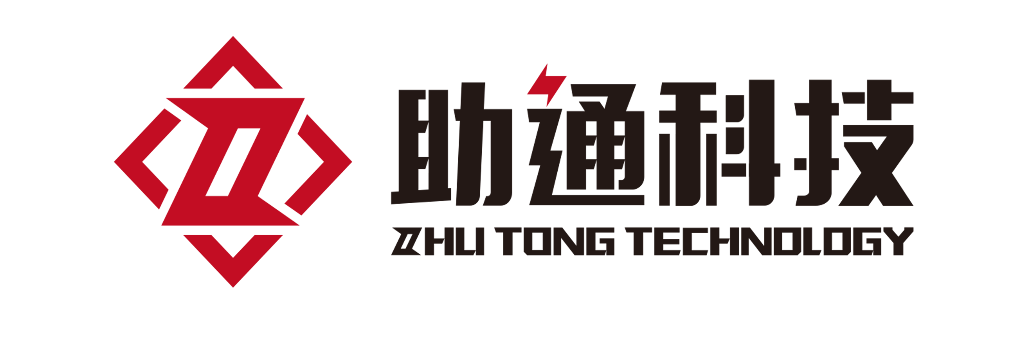 助通科技
ZHU TONG TECHNOLOGY